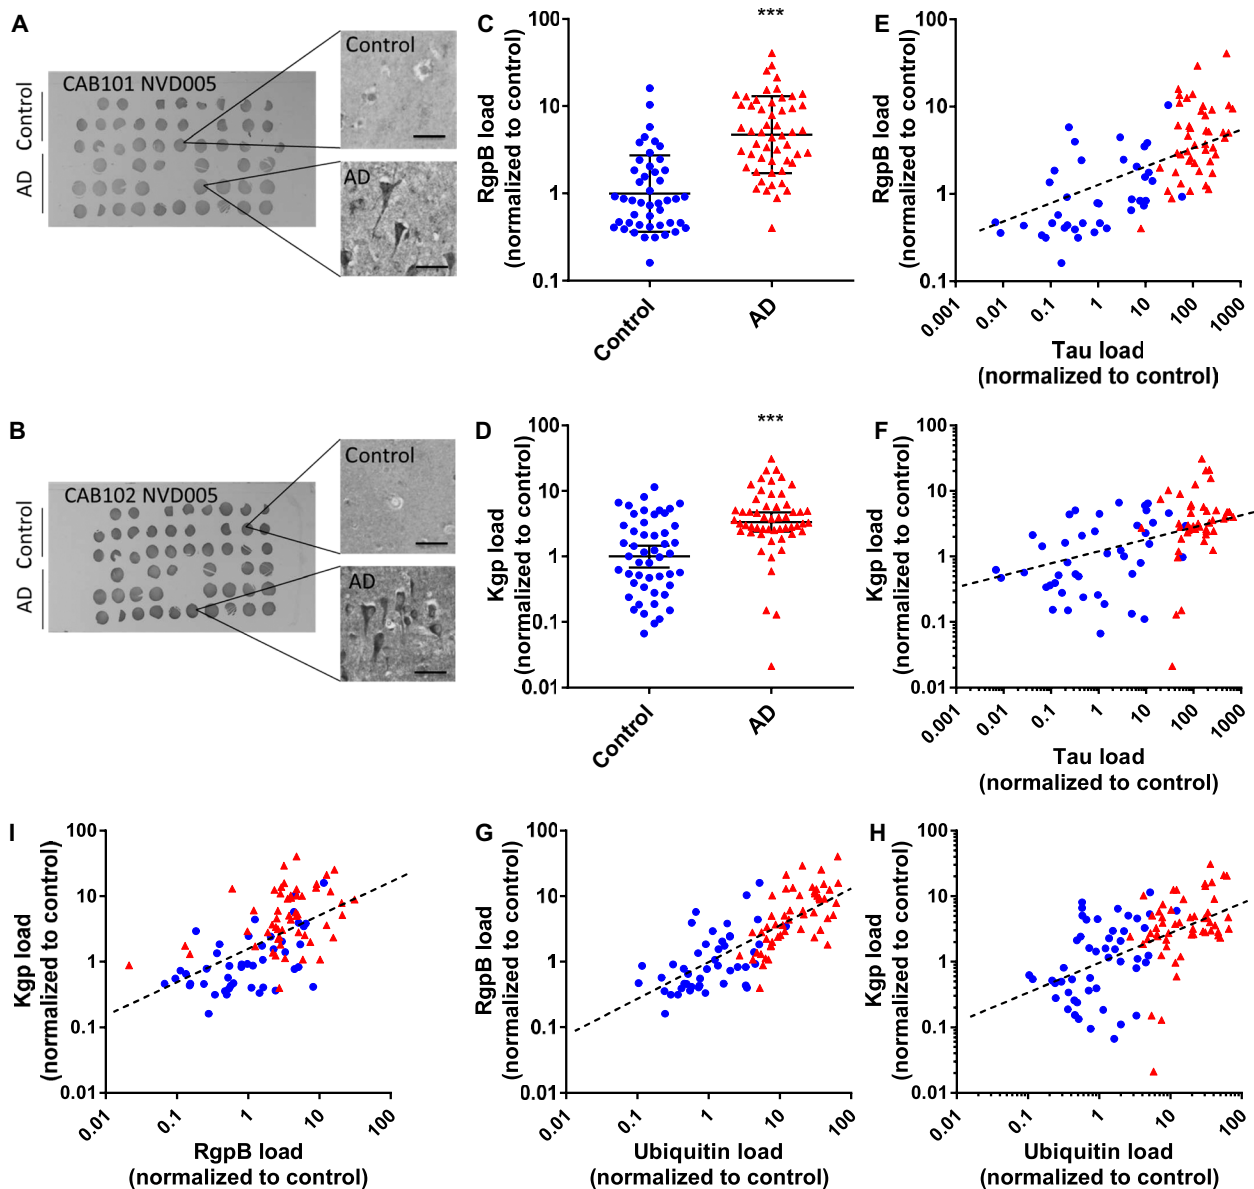 A
CAB101 NVD005
Control
AD
Control
AD
C
RgpB load
(normalized to control)
100
10
1
0.1
***
Control
AD
E
RgpB load
(normalized to control)
100
10
1
0.1
0.001
0.01
0.1
1
10
100
1000
Tau load
(normalized to control)
B
CAB102 NVD005
Control
AD
Control
AD
D
Kgp load
(normalized to control)
100
10
1
0.1
0.01
***
Control
AD
F
Kgp load
(normalized to control)
100
10
1
0.1
0.01
0.001
0.01
0.1
1
10
100
1000
Tau load
(normalized to control)
I
Kgp load
(normalized to control)
100
10
1
0.1
0.01
0.01
0.1
1
10
100
RgpB load
(normalized to control)
G
RgpB load
(normalized to control)
100
10
1
0.1
0.01
0.01
0.1
1
10
100
Ubiquitin load
(normalized to control)
H
Kgp load
(normalized to control)
100
10
1
0.1
0.01
0.01
0.1
1
10
100
Ubiquitin load
(normalized to control)